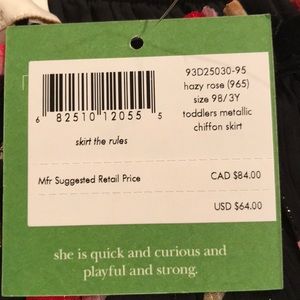 93D25030-95
hazy rose (965)
size 98/3Y
toddlers metallic
chiffon skirt
6 82510 12055 5
skirt the rules
Mfr Suggested Retail Price CAD $84.00
USD $64.00
she is quick and curious and
playful and strong.